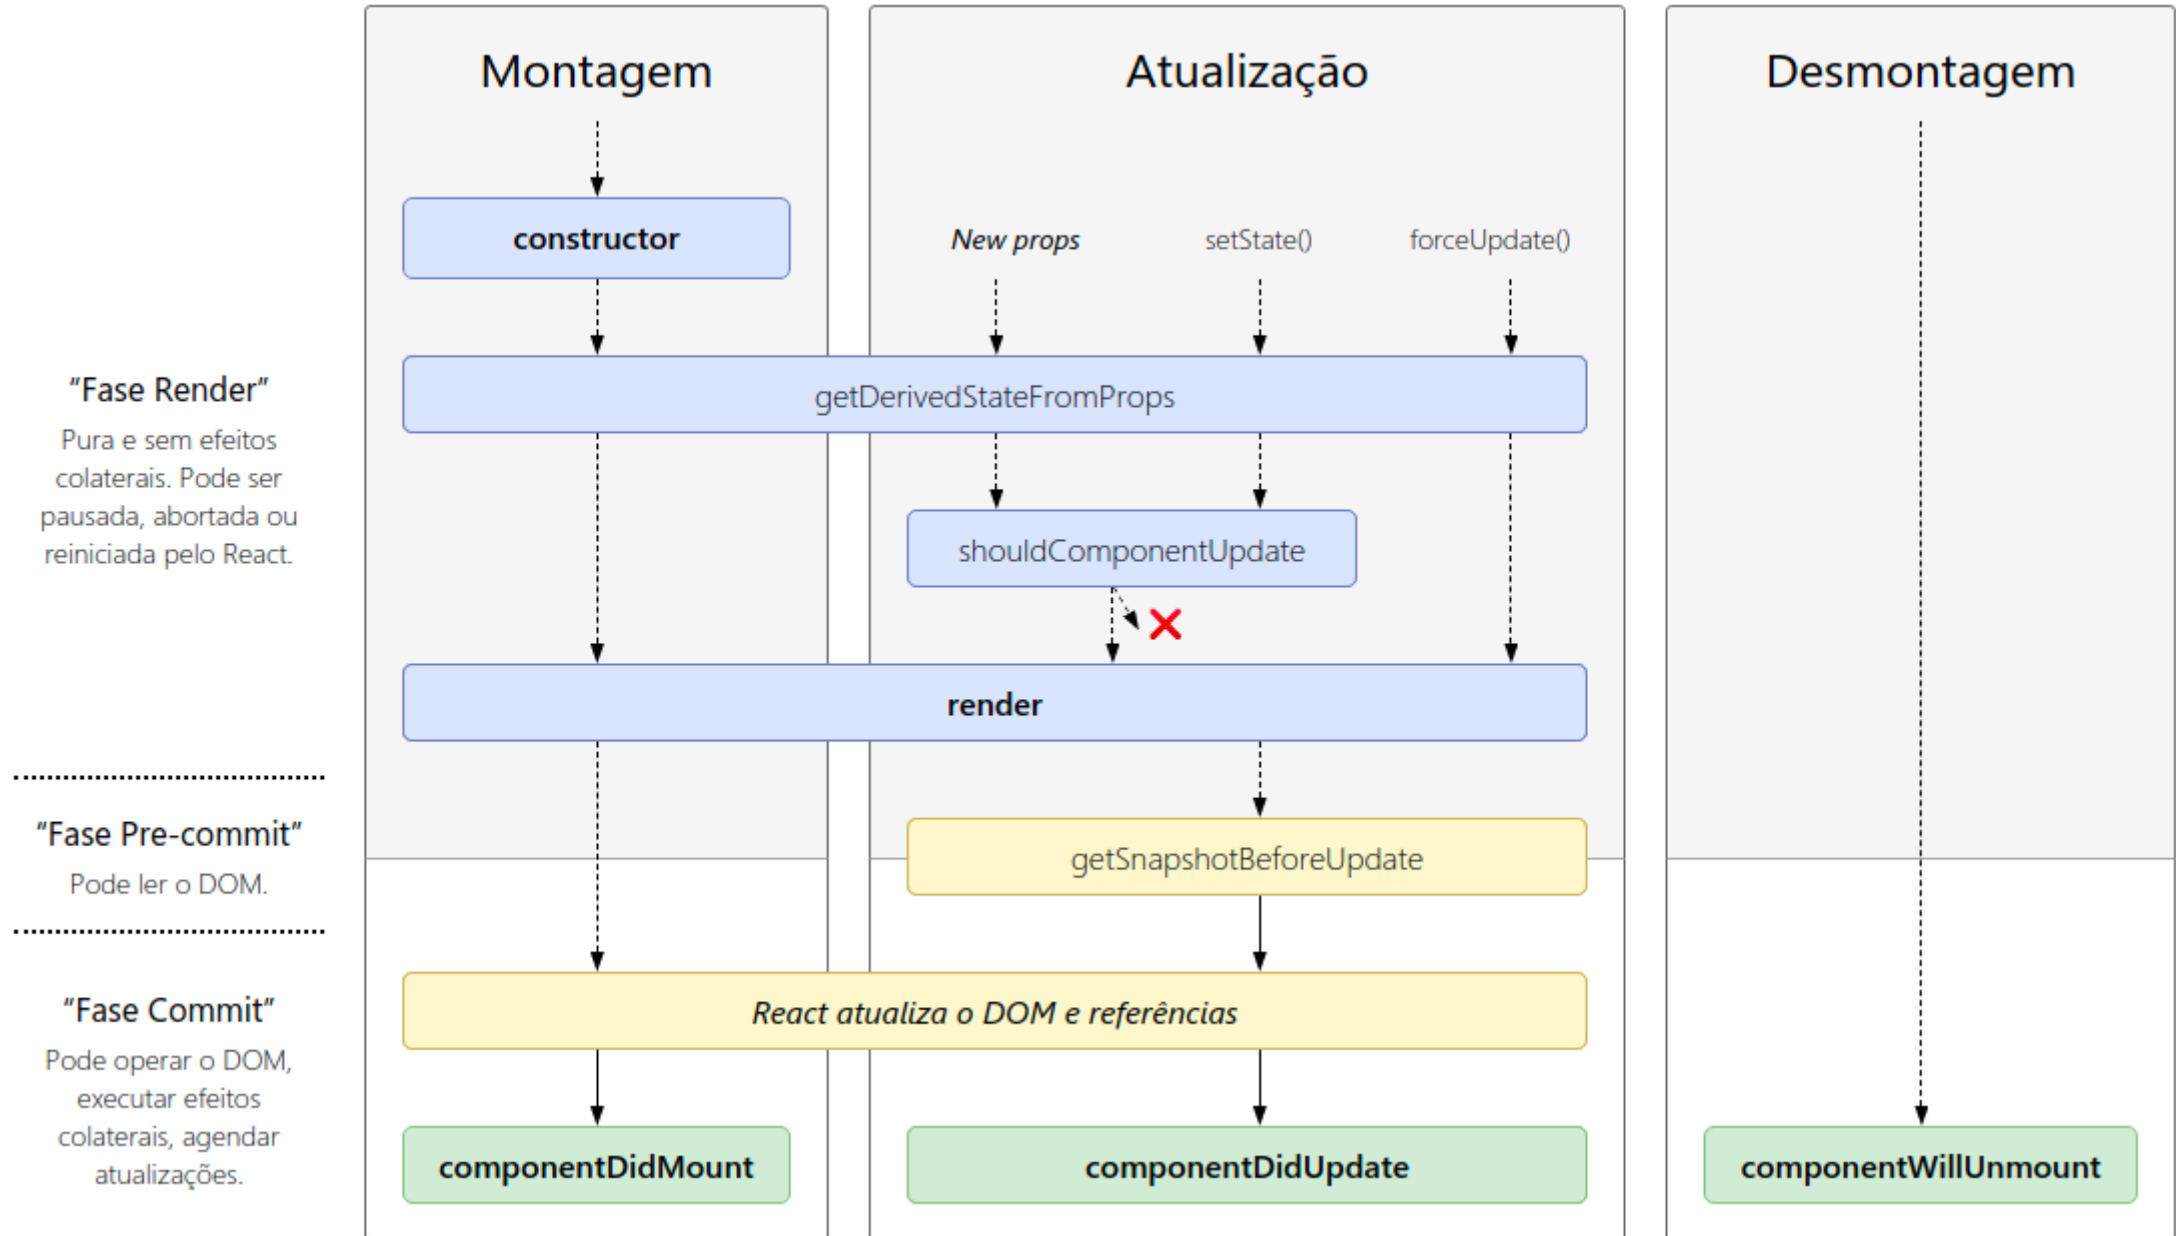 Montagem
Atualização
Desmontagem
constructor
New props
setState()
forceUpdate()
getDerivedStateFromProps
“Fase Render”
Pura e sem efeitos
colaterais. Pode ser
pausada, abortada ou
reiniciada pelo React.
shouldComponentUpdate
render
“Fase Pre-commit”
Pode ler o DOM.
getSnapshotBeforeUpdate
“Fase Commit”
Pode operar o DOM,
executar efeitos
colaterais, agendar
atualizações.
React atualiza o DOM e referências
componentDidMount
componentDidUpdate
componentWillUnmount